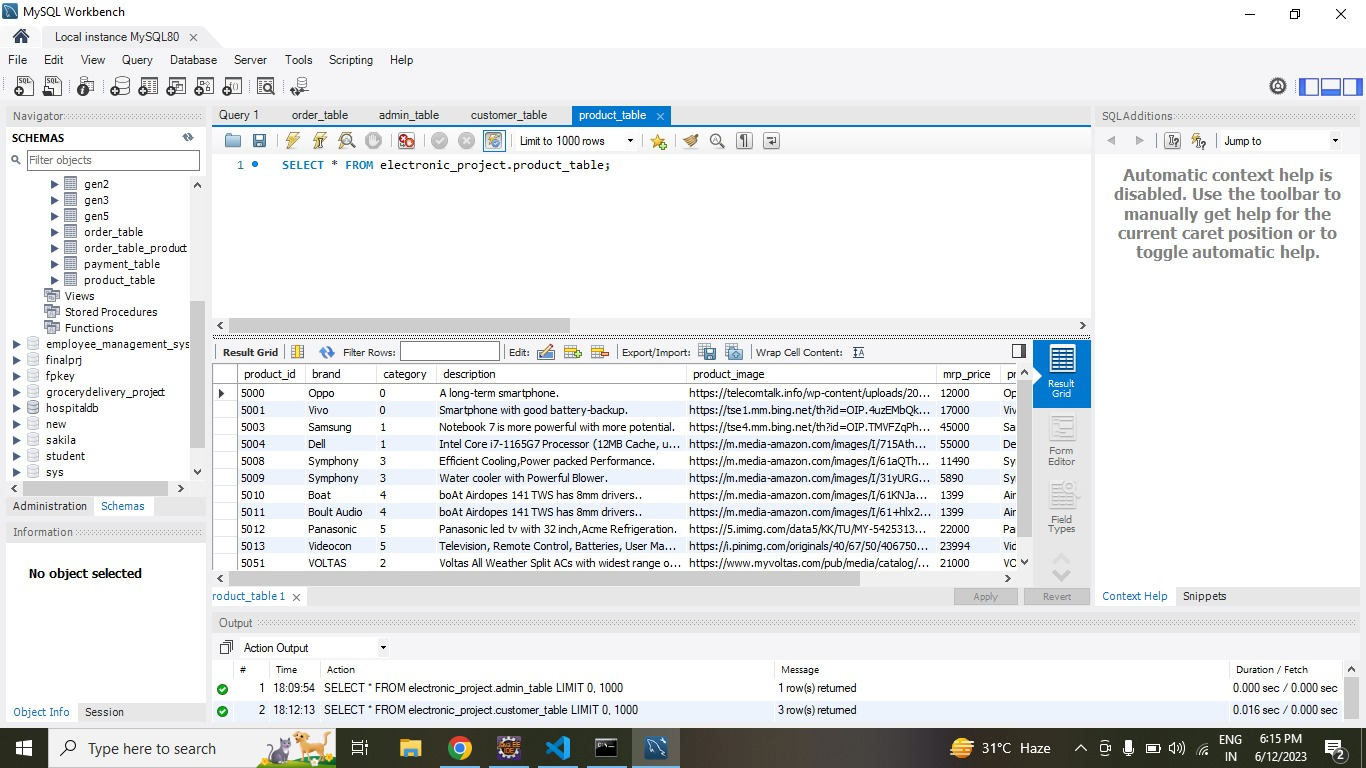 MySQL Workbench
Local instance MySQL80
File Edit View Query Database Server Tools Scripting Help
Navigator
SCHEMAS
Filter objects
gen2
gen3
gen5
order_table
order_table_product
payment_table
product_table
Views
Stored Procedures
Functions
employee_management_sys
finalprj
fpkey
grocerydelivery_project
hospitaldb
new
sakila
student
sys
Administration Schemas
Information
No object selected
Object Info Session
Query 1 order_table admin_table customer_table product_table
Limit to 1000 rows
1 SELECT * FROM electronic_project.product_table;
Result Grid Filter Rows: Edit: Export/Import: Wrap Cell Content:
product_id brand category description product_image mrp_price pr
5000 Oppo 0 A long-term smartphone. https://telecomtalk.info/wp-content/uploads/20... 12000 Op
5001 Vivo 0 Smartphone with good battery-backup. https://tse1.mm.bing.net/th?id=OIP.4uzEMbQk... 17000 Viv
5003 Samsung 1 Notebook 7 is more powerful with more potential. https://tse4.mm.bing.net/th?id=OIP.TMVFZqPh... 45000 Sa
5004 Dell 1 Intel Core i7-1165G7 Processor (12MB Cache, u... https://m.media-amazon.com/images/I/715Ath... 55000 De
5008 Symphony 3 Efficient Cooling,Power packed Performance. https://m.media-amazon.com/images/I/61aQTh... 11490 Sy
5009 Symphony 3 Water cooler with Powerful Blower. https://m.media-amazon.com/images/I/31yURG... 5890 Sy
5010 Boat 4 boAt Airdopes 141 TWS has 8mm drivers.. https://m.media-amazon.com/images/I/61KNJa... 1399 Air
5011 Boult Audio 4 boAt Airdopes 141 TWS has 8mm drivers.. https://m.media-amazon.com/images/I/61+hlx2... 1399 Air
5012 Panasonic 5 Panasonic led tv with 32 inch,Acme Refrigeration. https://5.imimg.com/data5/KK/TU/MY-5425313... 22000 Pa
5013 Videocon 5 Television, Remote Control, Batteries, User Ma... https://i.pinimg.com/originals/40/67/50/406750... 23994 Vid
5051 VOLTAS 2 Voltas All Weather Split ACs with widest range o... https://www.myvoltas.com/pub/media/catalog/... 21000 VO
Result Grid
Form Editor
Field Types
roduct_table 1
Apply Revert
SQLAdditions
Jump to
Automatic context help is
disabled. Use the toolbar to
manually get help for the
current caret position or to
toggle automatic help.
Context Help Snippets
Output
Action Output
# Time Action Message Duration / Fetch
1 18:09:54 SELECT * FROM electronic_project.admin_table LIMIT 0, 1000 1 row(s) returned 0.000 sec / 0.000 sec
2 18:12:13 SELECT * FROM electronic_project.customer_table LIMIT 0, 1000 3 row(s) returned 0.016 sec / 0.000 sec
Type here to search
31°C Haze
ENG
IN
6:15 PM
6/12/2023
2